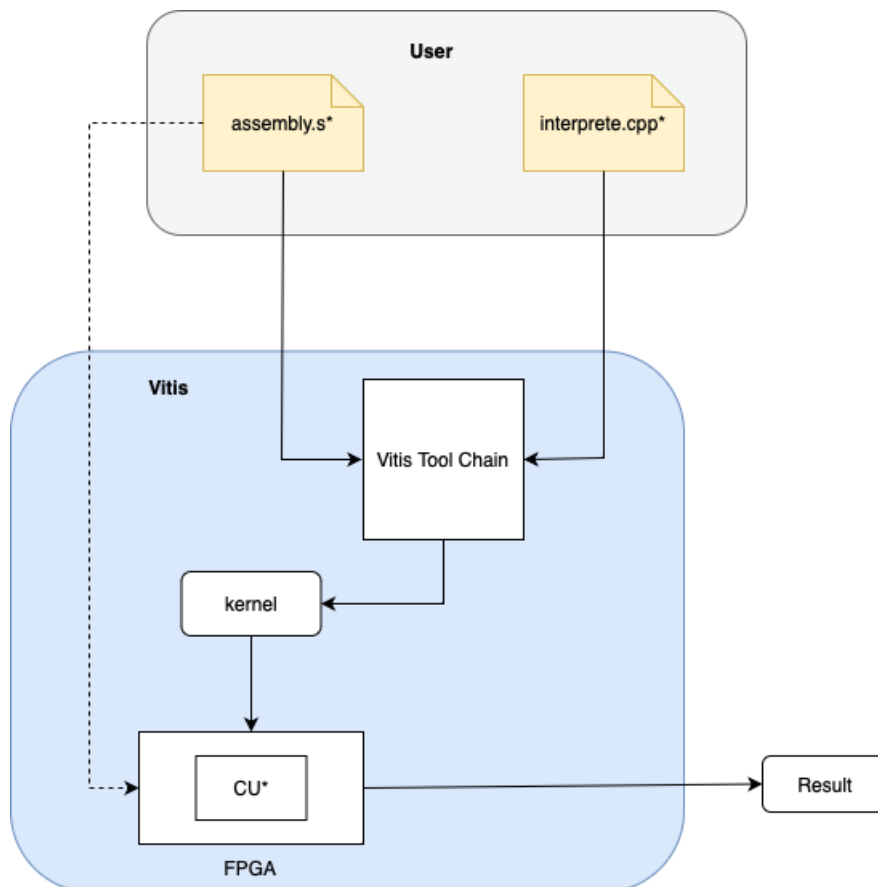 User
assembly.s*
interprete.cpp*
Vitis
Vitis Tool Chain
kernel
CU*
Result
FPGA